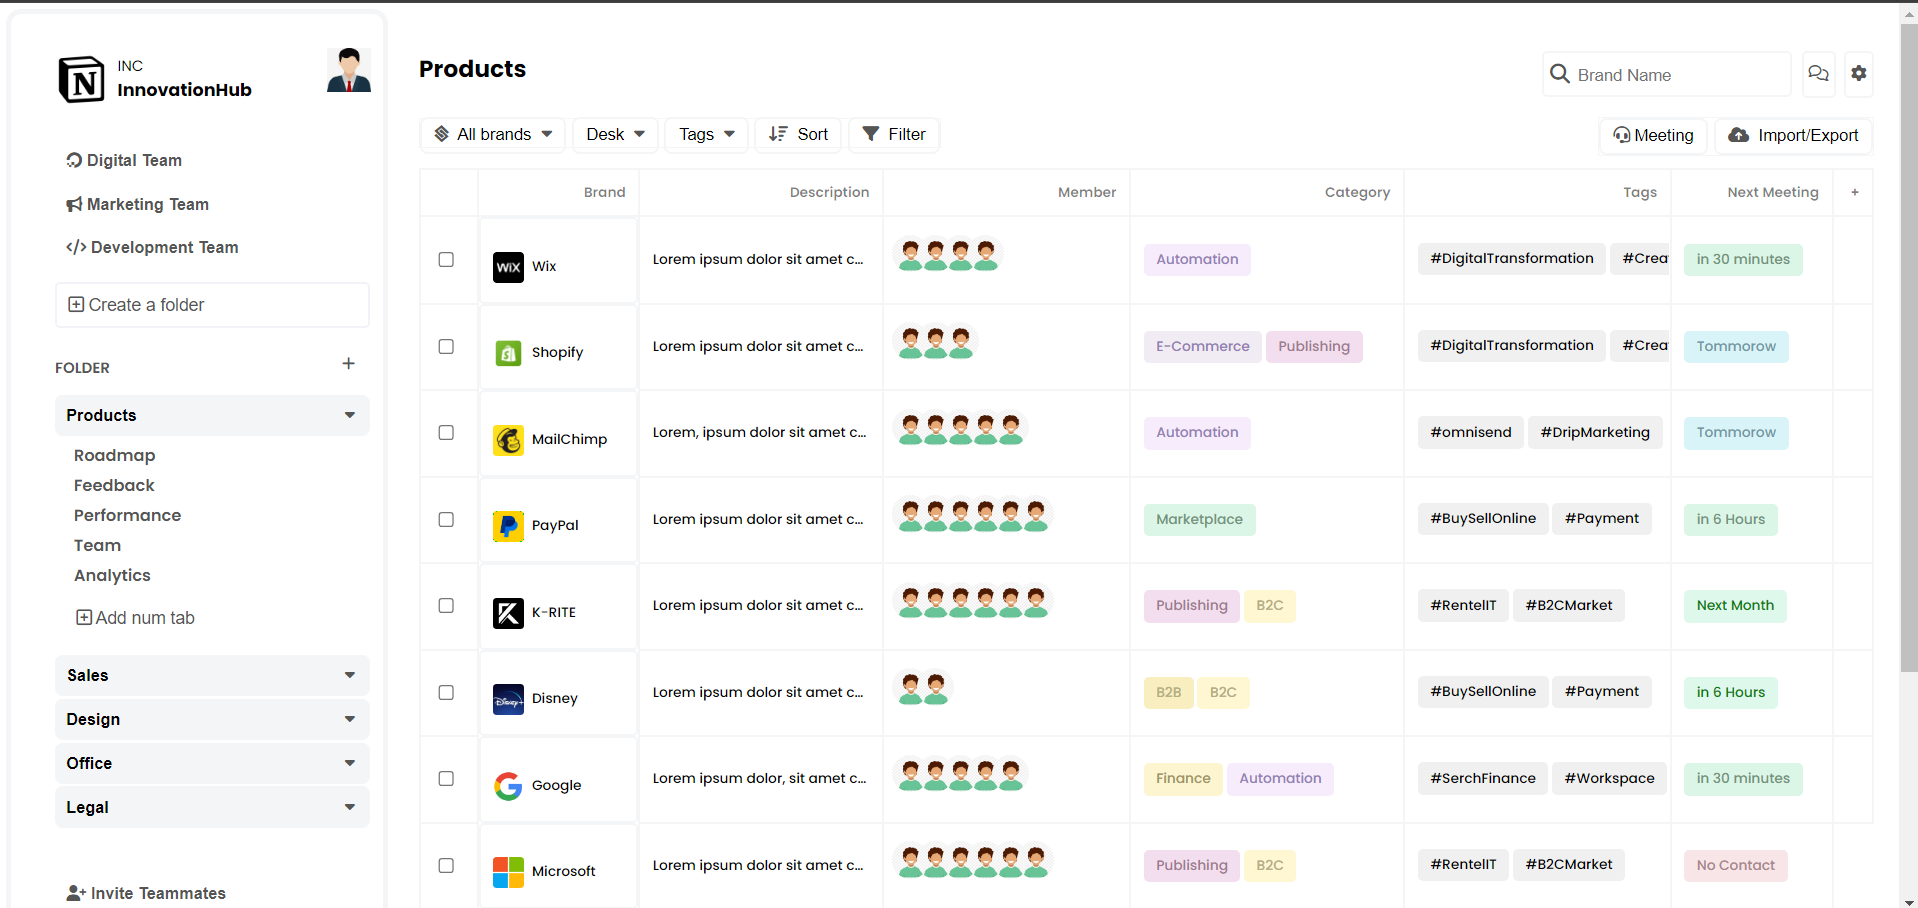 INC
InnovationHub
Digital Team
Marketing Team
Development Team
Create a folder
FOLDER
Products
Roadmap
Feedback
Performance
Team
Analytics
Add num tab
Sales
Design
Office
Legal
Invite Teammates
Products
Brand Name
All brands Desk Tags Sort Filter
Meeting Import/Export
Brand Description Member Category Tags Next Meeting +
WiX Wix Lorem ipsum dolor sit amet c... Automation #DigitalTransformation #Crea in 30 minutes
Shopify Lorem ipsum dolor sit amet c... E-Commerce Publishing #DigitalTransformation #Crea Tommorow
MailChimp Lorem, ipsum dolor sit amet c... Automation #omnisend #DripMarketing Tommorow
PayPal Lorem ipsum dolor sit amet c... Marketplace #BuySellOnline #Payment in 6 Hours
K-RITE Lorem ipsum dolor sit amet c... Publishing B2C #RentelIT #B2CMarket Next Month
Disney+ Disney Lorem ipsum dolor sit amet c... B2B B2C #BuySellOnline #Payment in 6 Hours
Google Lorem ipsum dolor, sit amet c... Finance Automation #SerchFinance #Workspace in 30 minutes
Microsoft Lorem ipsum dolor sit amet c... Publishing B2C #RentelIT #B2CMarket No Contact